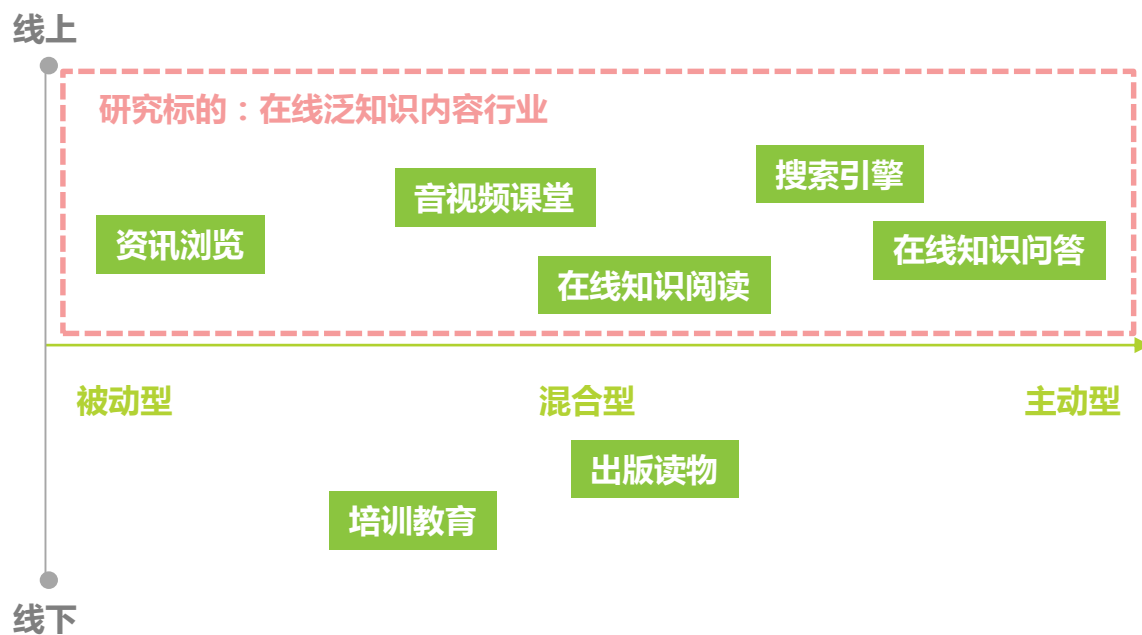 线上
研究标的：在线泛知识内容行业
搜索引擎
音视频课堂
资讯浏览
在线知识问答
在线知识阅读
被动型
混合型
主动型
出版读物
培训教育
线下